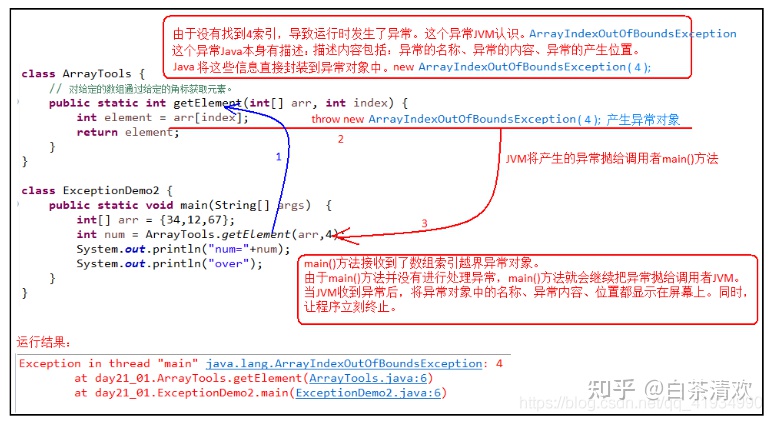 由于没有找到4索引，导致运行时发生了异常。这个异常JVM认识。ArrayIndexOutOfBoundsException
这个异常Java本身有描述：描述内容包括：异常的名称、异常的内容、异常的产生位置。
Java将这些信息直接封装到异常对象中。new ArrayIndexOutOfBoundsException(4);
class ArrayTools {
// 对给定的数组通过给定的角标获取元素。
public static int getElement(int[] arr, int index) {
int element = arr[index];
throw new ArrayIndexOutOfBoundsException(4); 产生异常对象
return element;
2
}
}
1
JVM将产生的异常抛给调用者main()方法
class ExceptionDemo2 {
public static void main(String[] args) {
int[] arr = {34,12,67};
3
int num = ArrayTools.getElement(arr,4);
System.out.println("num="+num);
System.out.println("over");
}
}
main()方法接收到了数组索引越界异常对象。
由于main()方法并没有进行处理异常，main()方法就会继续把异常抛给调用者JVM。
当JVM收到异常后，将异常对象中的名称、异常内容、位置都显示在屏幕上。同时，
让程序立刻终止。
运行结果：
Exception in thread "main" java.lang.ArrayIndexOutOfBoundsException: 4
at day21_01.ArrayTools.getElement(ArrayTools.java:6)
at day21_01.ExceptionDemo2.main(ExceptionDemo2.java:6)
知乎 @白茶清欢